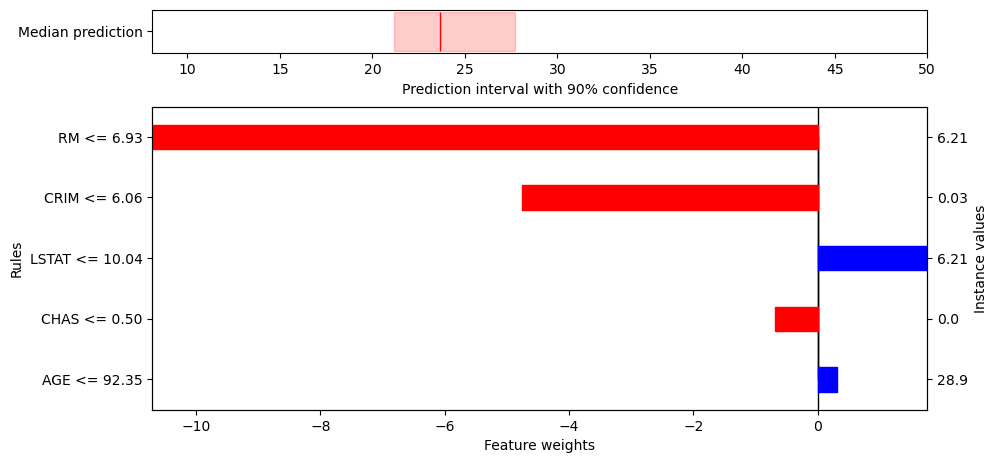 Median prediction
10 15 20 25 30 35 40 45 50
Prediction interval with 90% confidence
Rules
RM <= 6.93 6.21
CRIM <= 6.06 0.03
LSTAT <= 10.04 6.21
CHAS <= 0.50 0.0
AGE <= 92.35 28.9
Instance values
−10 −8 −6 −4 −2 0
Feature weights